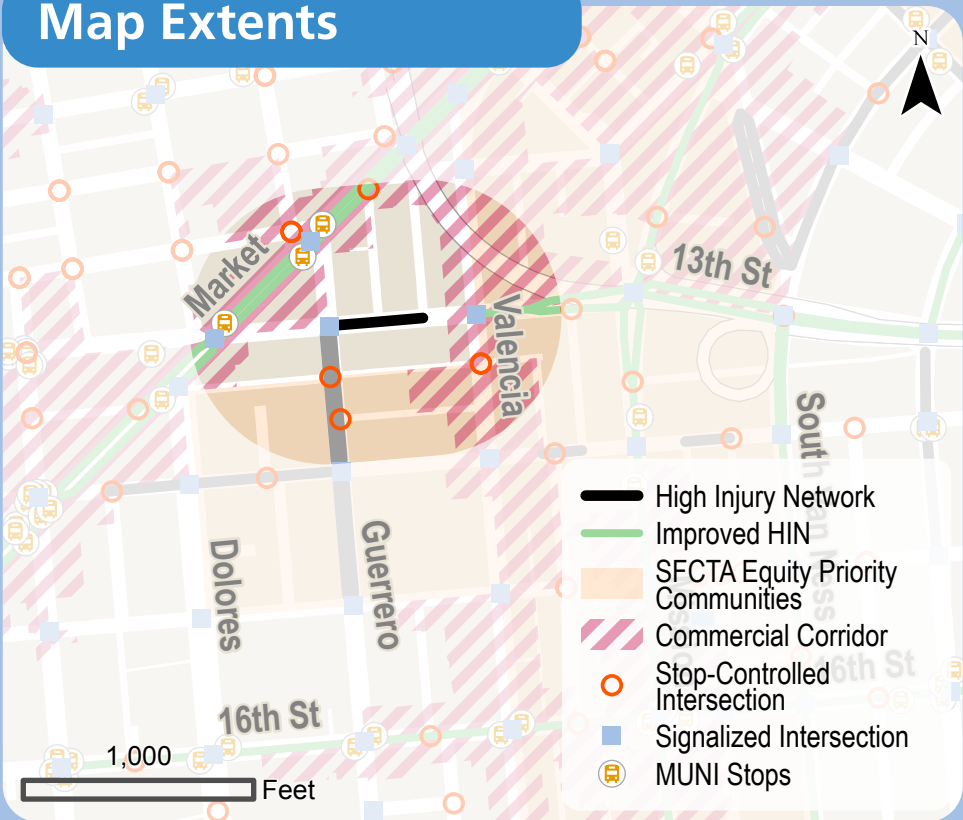 Map Extents
N
Market
13th St
Valencia
South Van Ness
Dolores
Guerrero
16th St
16th St
1,000
Feet
High Injury Network
Improved HIN
SFCTA Equity Priority
Communities
Commercial Corridor
Stop-Controlled
Intersection
Signalized Intersection
MUNI Stops